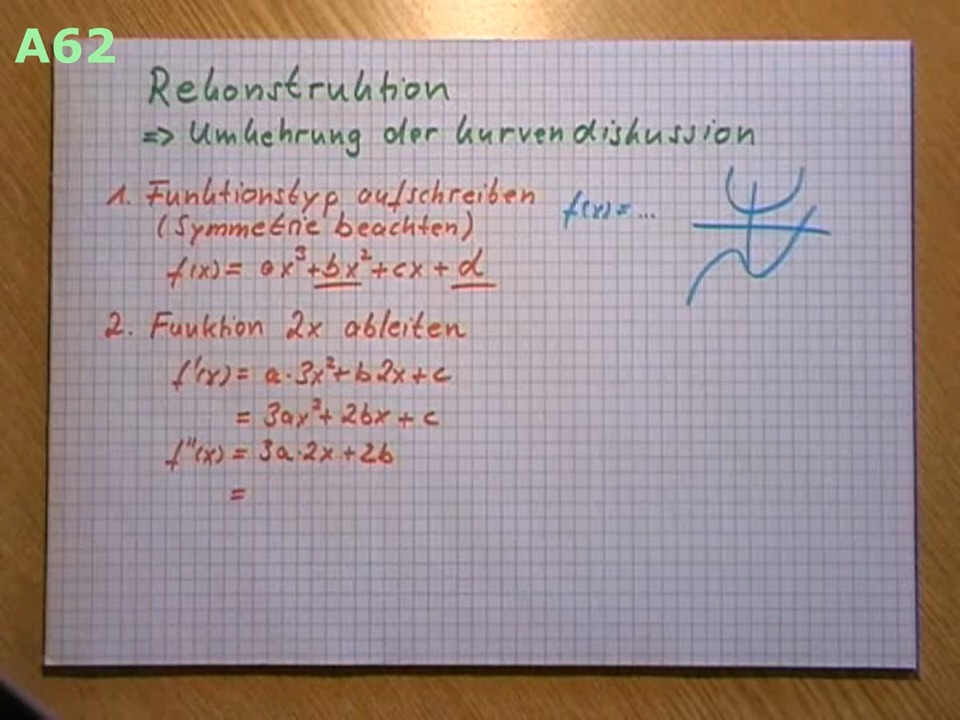 A62
Rekonstruktion
=> Umkehrung der Kurvendiskussion
1. Funktionstyp aufschreiben
f(x) = ...
(Symmetrie beachten)
f(x) = ax³ + bx² + cx + d
2. Funktion 2x ableiten
f'(x) = a·3x² + b2x + c
= 3ax² + 2bx + c
f''(x) = 3a·2x + 2b
=